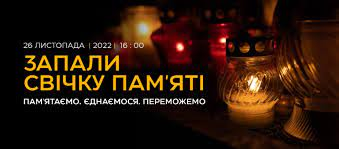 26 ЛИСТОПАДА | 2022 | 16 : 00
ЗАПАЛИ
СВІЧКУ ПАМ'ЯТІ
ПАМ'ЯТАЄМО. ЄДНАЄМОСЯ. ПЕРЕМОЖЕМО